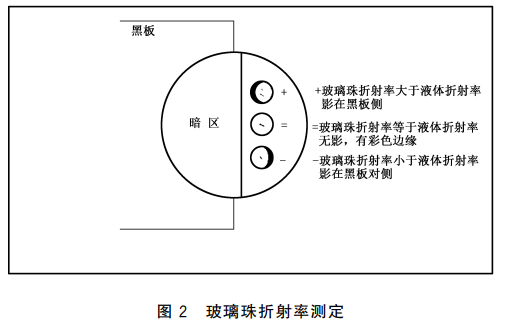 黑板
暗 区
+
=
−
+玻璃珠折射率大于液体折射率
影在黑板侧
=玻璃珠折射率等于液体折射率
无影，有彩色边缘
−玻璃珠折射率小于液体折射率
影在黑板对侧
图 2 玻璃珠折射率测定